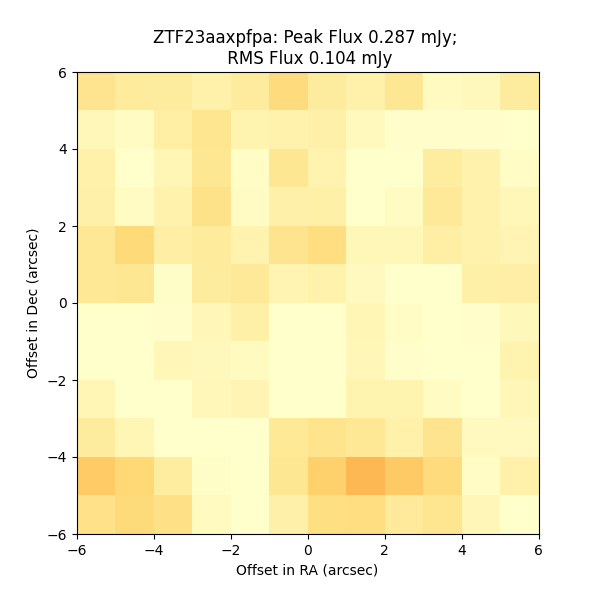 ZTF23aaxpfpa: Peak Flux 0.287 mJy;
RMS Flux 0.104 mJy
6
4
2
0
−2
−4
−6
Offset in Dec (arcsec)
−6 −4 −2 0 2 4 6
Offset in RA (arcsec)